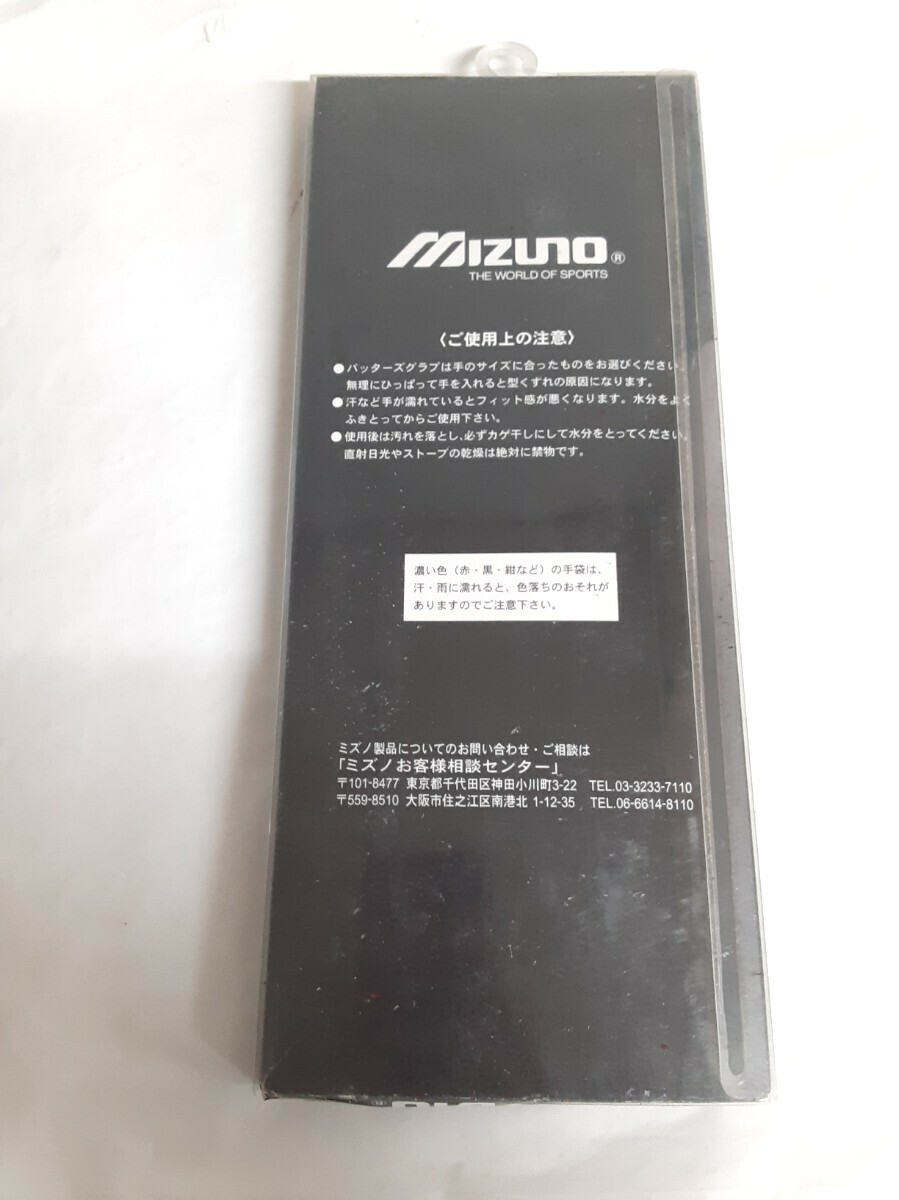 MIZUNO®
THE WORLD OF SPORTS
〈ご使用上の注意〉
●バッターズグラブは手のサイズに合ったものをお選びください。
無理にひっぱって手を入れると型くずれの原因になります。
●汗など手が濡れているとフィット感が悪くなります。水分をよく
ふきとってからご使用下さい。
●使用後は汚れを落とし、必ずカゲ干しにして水分をとってください。
直射日光やストーブの乾燥は絶対に禁物です。
濃い色（赤・黒・紺など）の手袋は、
汗・雨に濡れると、色落ちのおそれが
ありますのでご注意下さい。
ミズノ製品についてのお問い合わせ・ご相談は
「ミズノお客様相談センター」
〒101-8477 東京都千代田区神田小川町3-22 TEL.03-3233-7110
〒559-8510 大阪市住之江区南港北 1-12-35 TEL.06-6614-8110